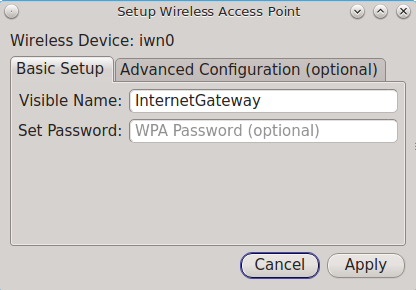 Setup Wireless Access Point
Wireless Device: iwn0
Basic Setup Advanced Configuration (optional)
Visible Name: InternetGateway
Set Password: WPA Password (optional)
Cancel Apply